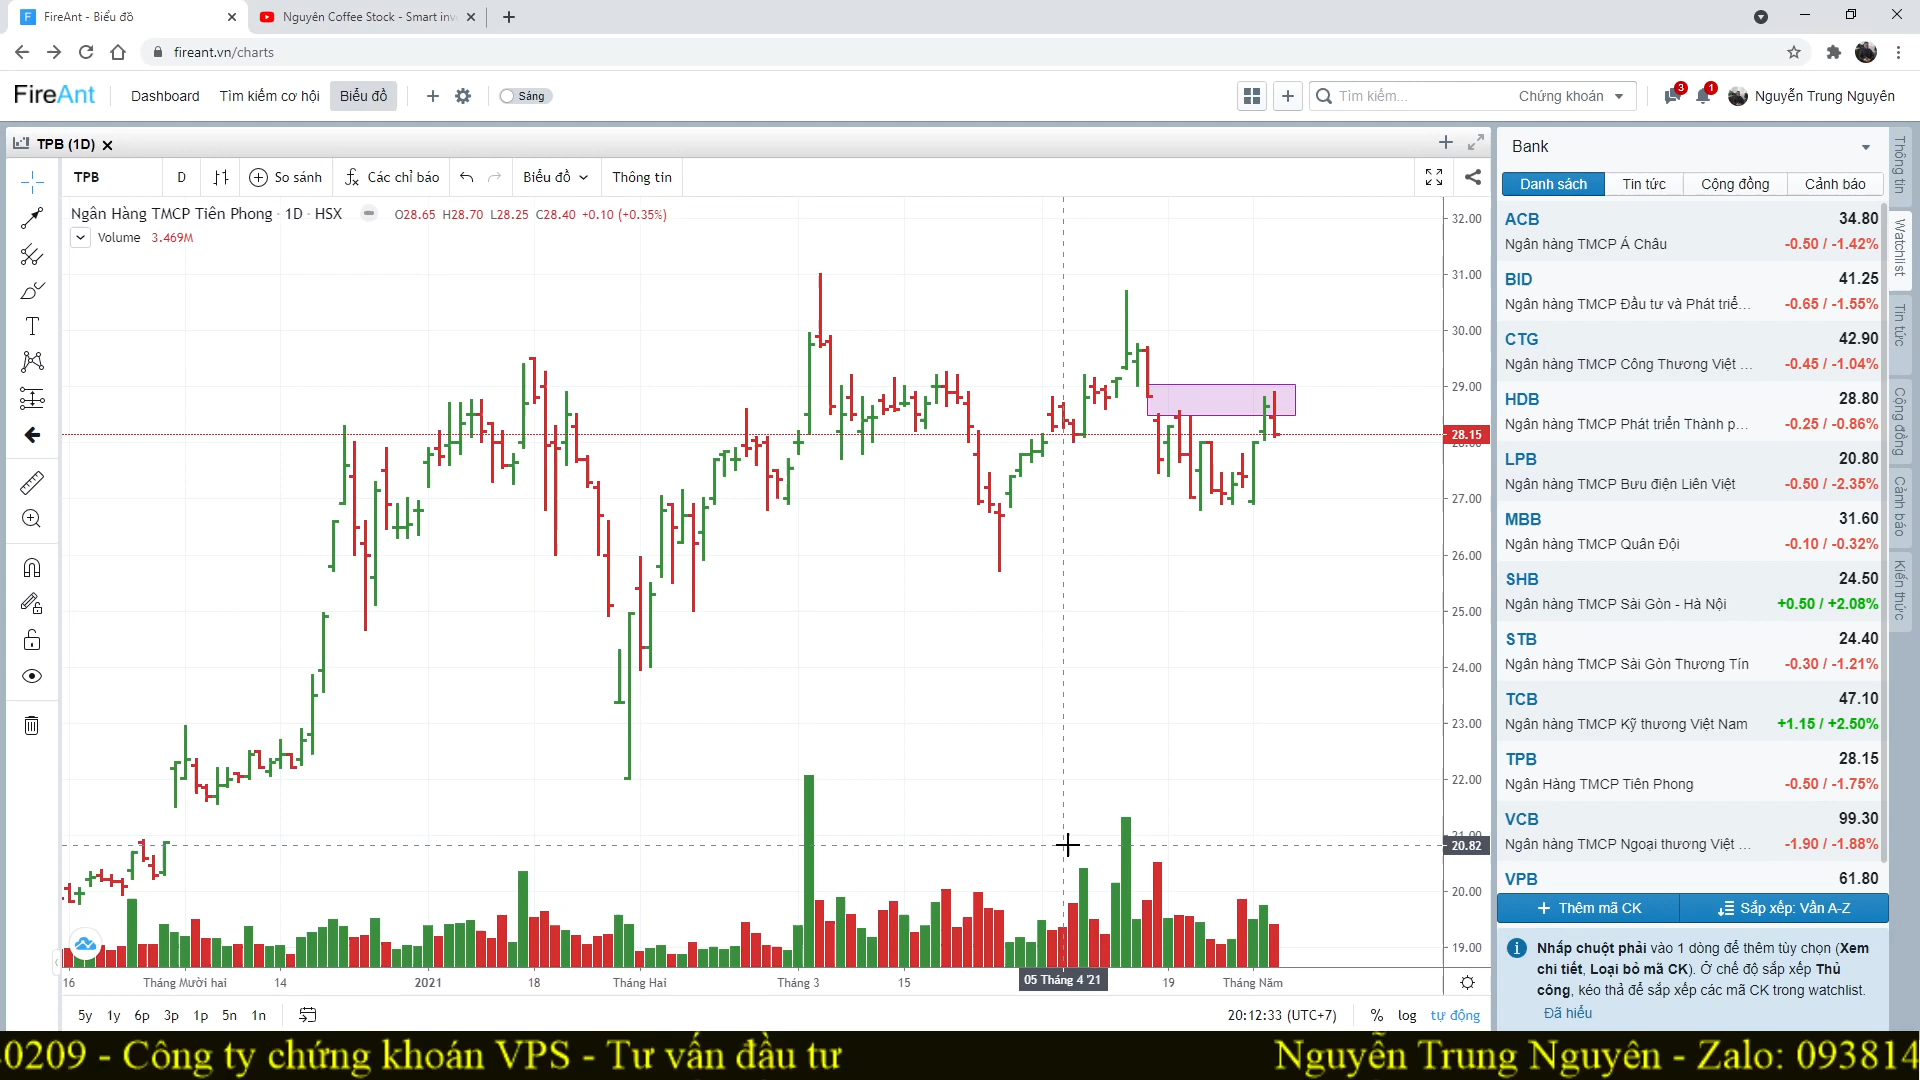 FireAnt - Biểu đồ
Nguyên Coffee Stock - Smart inv
fireant.vn/charts
FireAnt
Dashboard
Tìm kiếm cơ hội
Biểu đồ
Sáng
Tìm kiếm...
Chứng khoán
3
1
Nguyễn Trung Nguyên
TPB (1D)
TPB
D
So sánh
Các chỉ báo
Biểu đồ
Thông tin
Ngân Hàng TMCP Tiên Phong · 1D · HSX
O28.65 H28.70 L28.25 C28.40 +0.10 (+0.35%)
Volume 3.469M
32.00
31.00
30.00
29.00
28.15
27.00
26.00
25.00
24.00
23.00
22.00
21.00
20.82
20.00
19.00
16
Tháng Mười hai
14
2021
18
Tháng Hai
Tháng 3
15
05 Tháng 4 '21
19
Tháng Năm
5y 1y 6p 3p 1p 5n 1n
20:12:33 (UTC+7)
% log tự động
Bank
Danh sách
Tin tức
Cộng đồng
Cảnh báo
ACB 34.80
Ngân hàng TMCP Á Châu -0.50 / -1.42%
BID 41.25
Ngân hàng TMCP Đầu tư và Phát triể... -0.65 / -1.55%
CTG 42.90
Ngân hàng TMCP Công Thương Việt ... -0.45 / -1.04%
HDB 28.80
Ngân hàng TMCP Phát triển Thành p... -0.25 / -0.86%
LPB 20.80
Ngân hàng TMCP Bưu điện Liên Việt -0.50 / -2.35%
MBB 31.60
Ngân hàng TMCP Quân Đội -0.10 / -0.32%
SHB 24.50
Ngân hàng TMCP Sài Gòn - Hà Nội +0.50 / +2.08%
STB 24.40
Ngân hàng TMCP Sài Gòn Thương Tín -0.30 / -1.21%
TCB 47.10
Ngân hàng TMCP Kỹ thương Việt Nam +1.15 / +2.50%
TPB 28.15
Ngân Hàng TMCP Tiên Phong -0.50 / -1.75%
VCB 99.30
Ngân hàng TMCP Ngoại thương Việt ... -1.90 / -1.88%
VPB 61.80
Thêm mã CK
Sắp xếp: Vần A-Z
Nhấp chuột phải vào 1 dòng để thêm tùy chọn (Xem
chi tiết, Loại bỏ mã CK). Ở chế độ sắp xếp Thủ
công, kéo thả để sắp xếp các mã CK trong watchlist.
Đã hiểu
Thông tin
Watchlist
Tin tức
Cộng đồng
Cảnh báo
Kiến thức
40209 - Công ty chứng khoán VPS - Tư vấn đầu tư
Nguyễn Trung Nguyên - Zalo: 093814